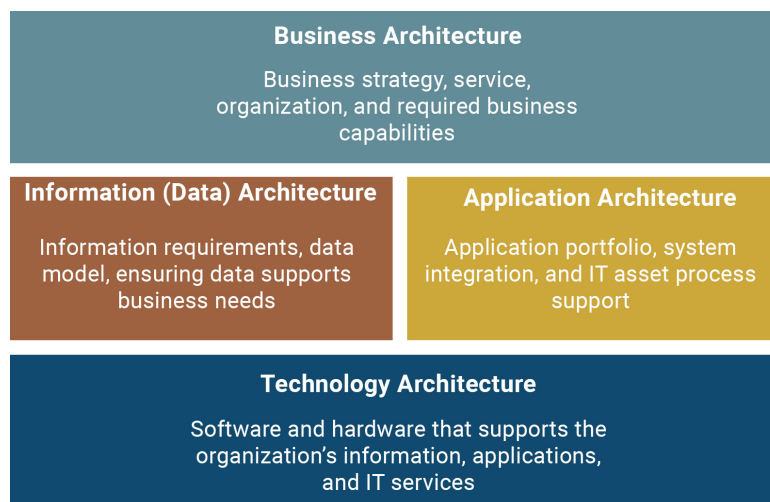 Business Architecture
Business strategy, service,
organization, and required business
capabilities
Information (Data) Architecture
Information requirements, data
model, ensuring data supports
business needs
Application Architecture
Application portfolio, system
integration, and IT asset process
support
Technology Architecture
Software and hardware that supports the
organization’s information, applications,
and IT services